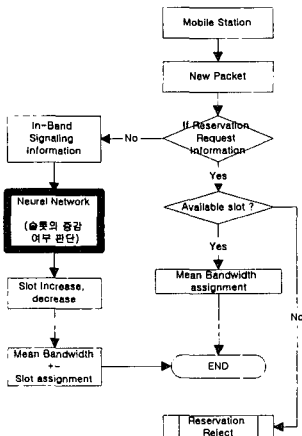 Mobile Station
New Packet
If Reservation
Request
Information
No
In-Band
Signaling
Information
Yes
Neural Network
(슬롯의 증감
여부 판단)
Available slot ?
Yes
Slot Increase,
decrease
Mean Bandwidth
assignment
No
Mean Bandwidth
+-
Slot assignment
END
Reservation
Reject